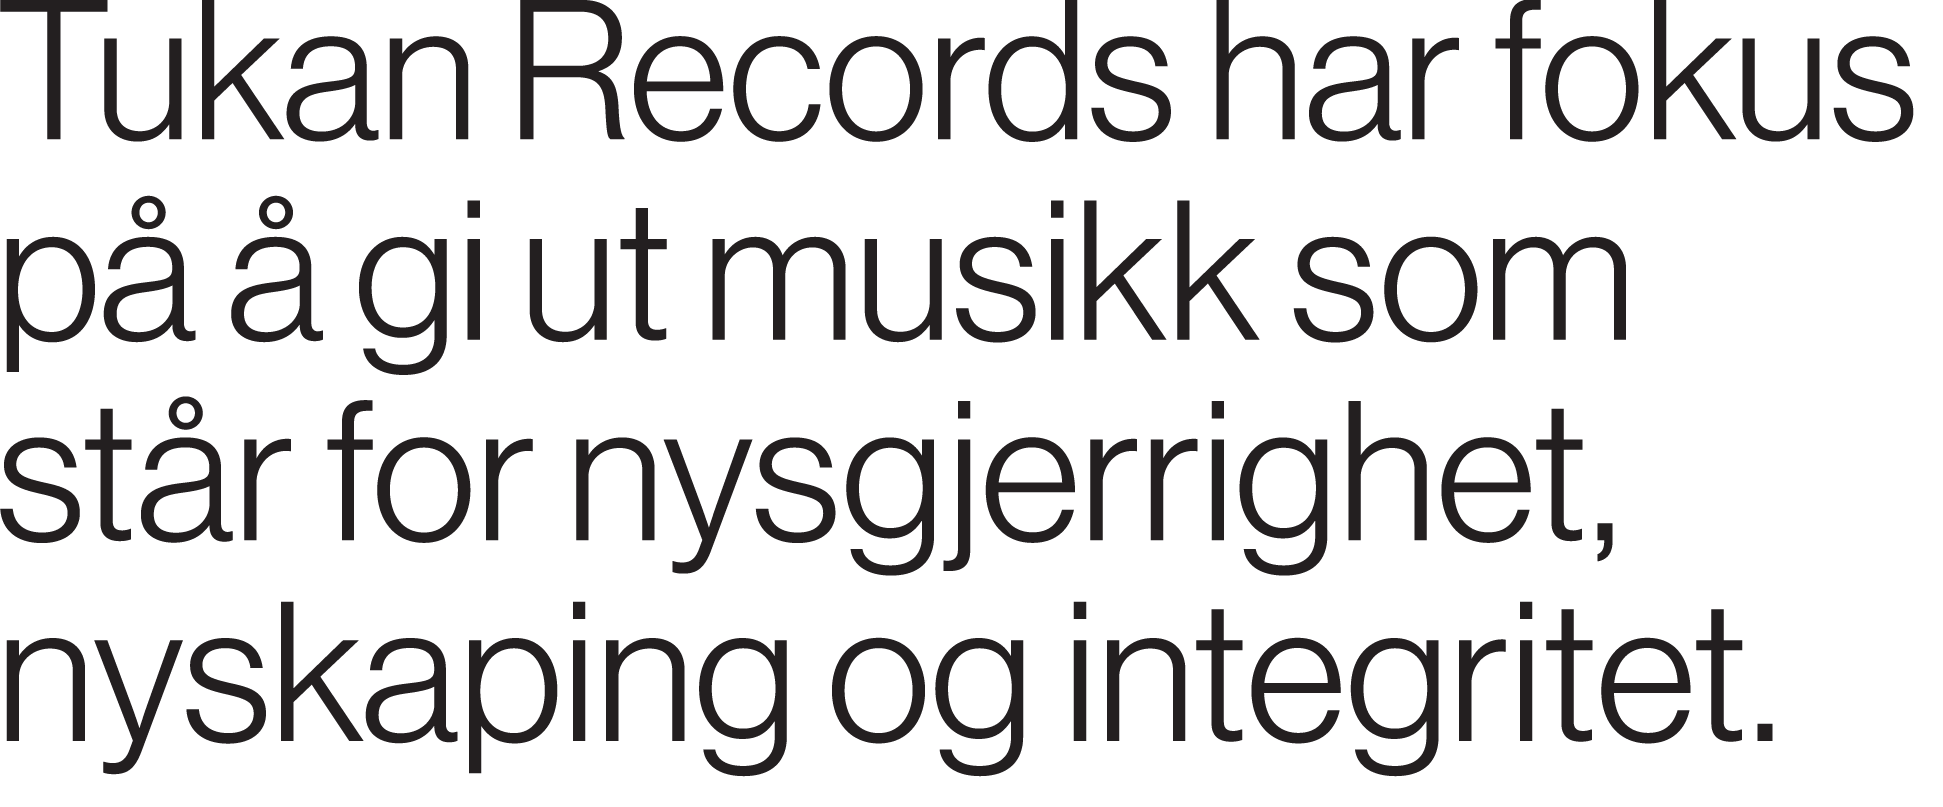 Tukan Records har fokus
på å gi ut musikk som
står for nysgjerrighet,
nyskaping og integritet.